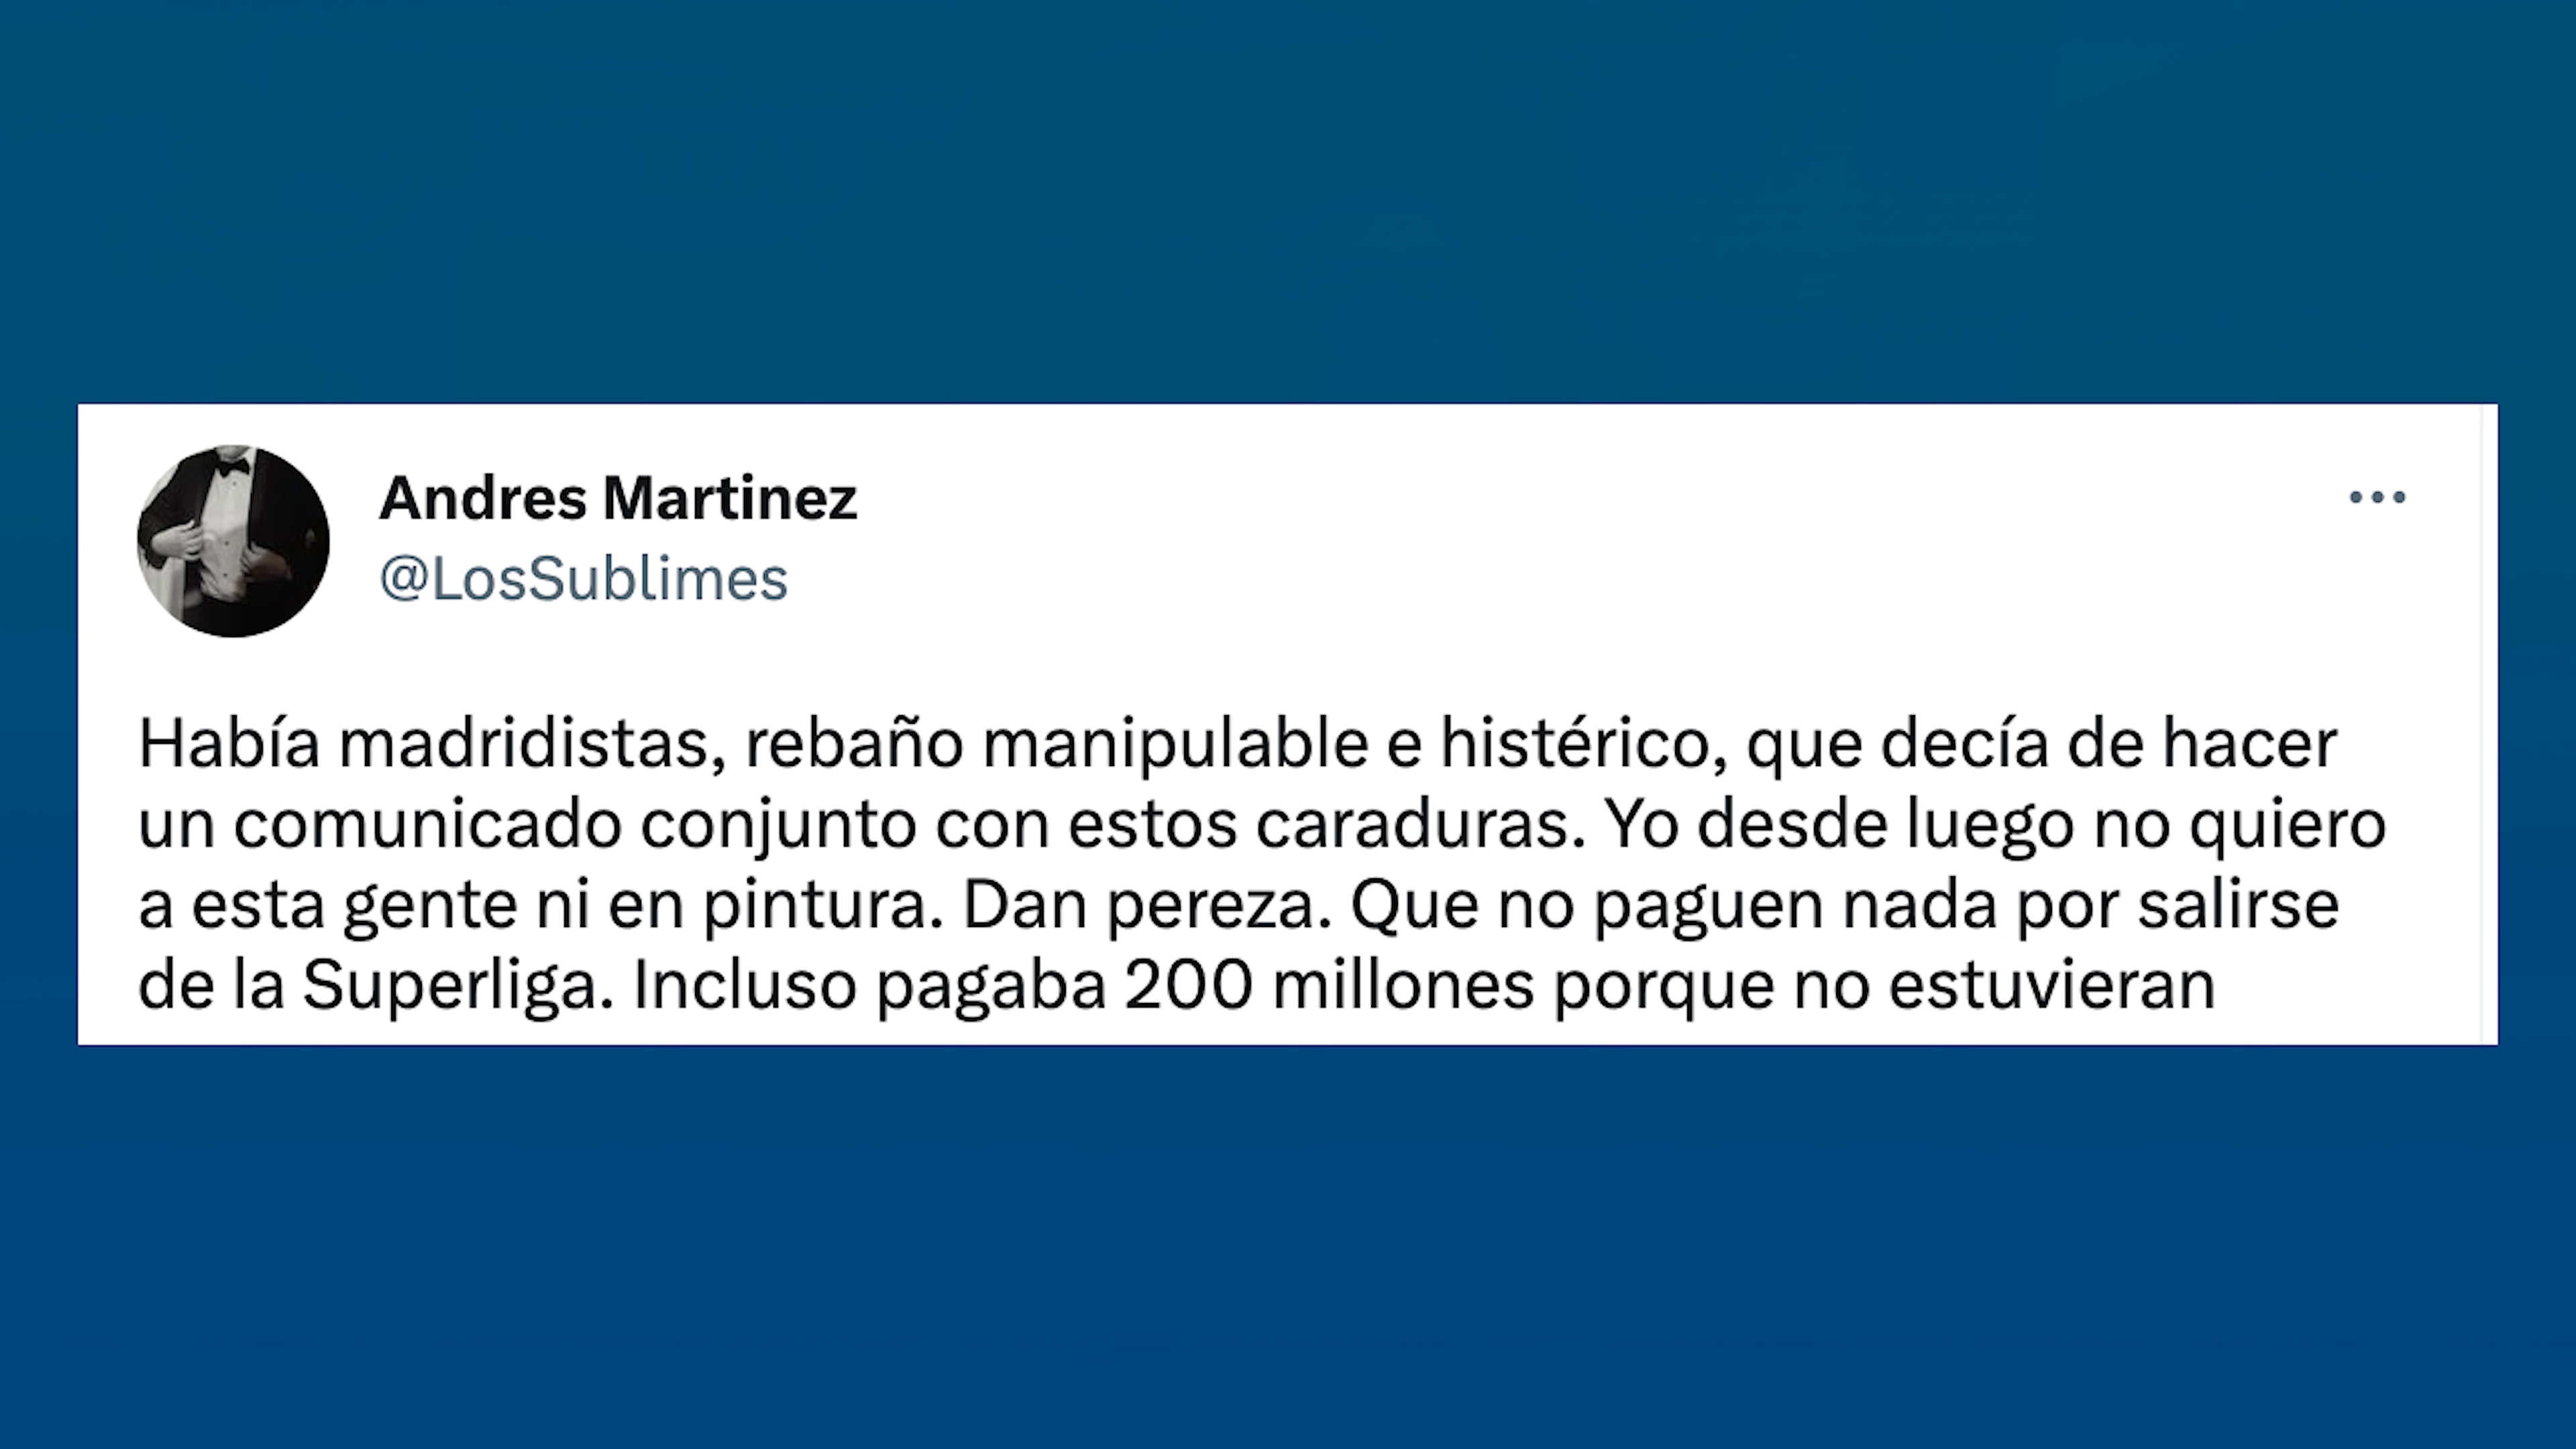 Andres Martinez
@LosSublimes
Había madridistas, rebaño manipulable e histérico, que decía de hacer
un comunicado conjunto con estos caraduras. Yo desde luego no quiero
a esta gente ni en pintura. Dan pereza. Que no paguen nada por salirse
de la Superliga. Incluso pagaba 200 millones porque no estuvieran